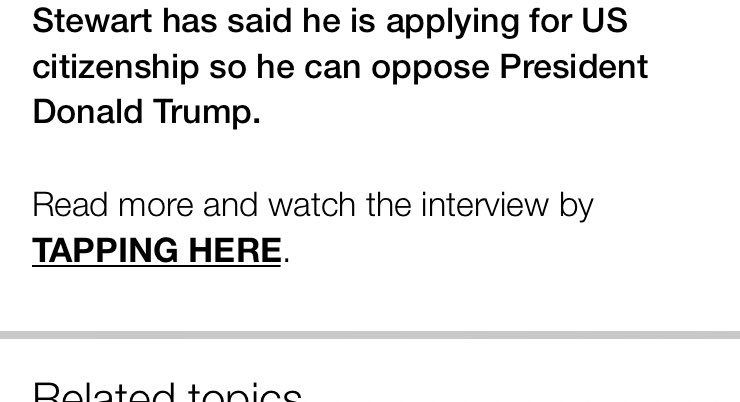 Stewart has said he is applying for US
citizenship so he can oppose President
Donald Trump.
Read more and watch the interview by
TAPPING HERE.
Related topics